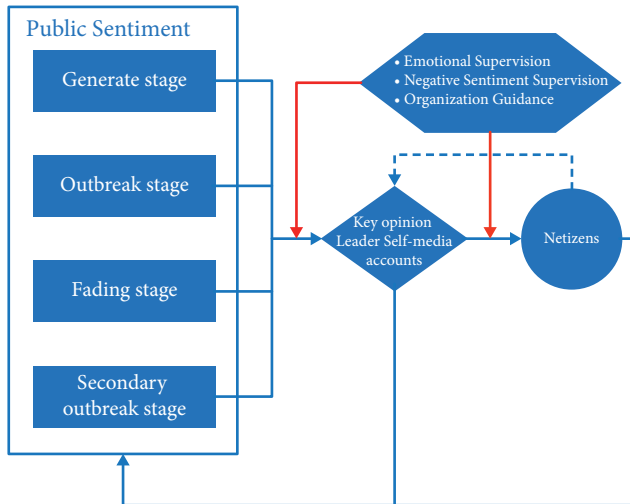 Public Sentiment
Generate stage
Outbreak stage
Fading stage
Secondary
outbreak stage
• Emotional Supervision
• Negative Sentiment Supervision
• Organization Guidance
Key opinion
Leader Self-media
accounts
Netizens